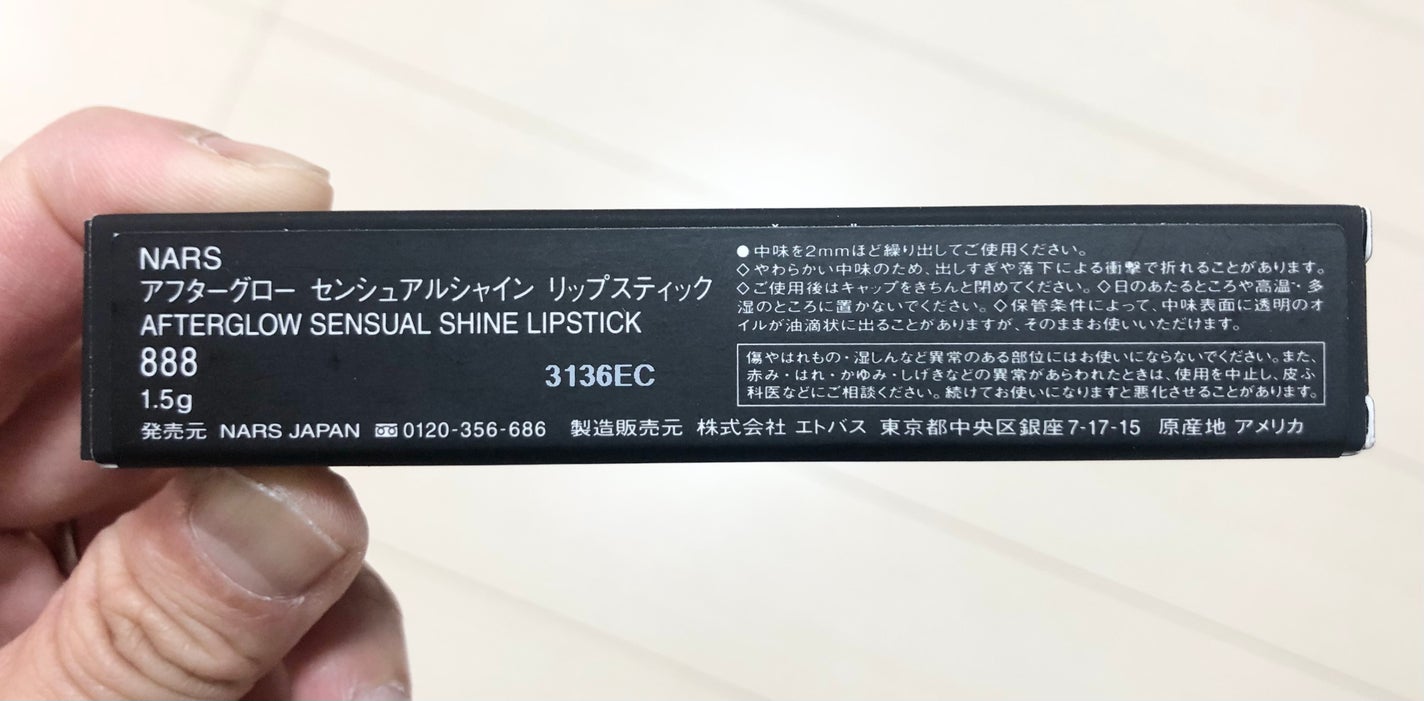 NARS
アフターグロー センシュアルシャイン リップスティック
AFTERGLOW SENSUAL SHINE LIPSTICK
888
3136EC
1.5g
●中味を2mmほど繰り出してご使用ください。
◇やわらかい中味のため、出しすぎや落下による衝撃で折れることがあります。
◇ご使用後はキャップをきちんと閉めてください。◇日のあたるところや高温・多
湿のところに置かないでください。◇保管条件によって、中味表面に透明のオ
イルが油滴状に出ることがありますが、そのままお使いいただけます。
傷やはれもの・湿しんなど異常のある部位にはお使いにならないでください。また、
赤み・はれ・かゆみ・しげきなどの異常があらわれたときは、使用を中止し、皮ふ
科医などにご相談ください。続けてお使いになりますと悪化させることがあります。
発売元 NARS JAPAN 0120-356-686 製造販売元 株式会社 エトバス 東京都中央区銀座7-17-15 原産地 アメリカ